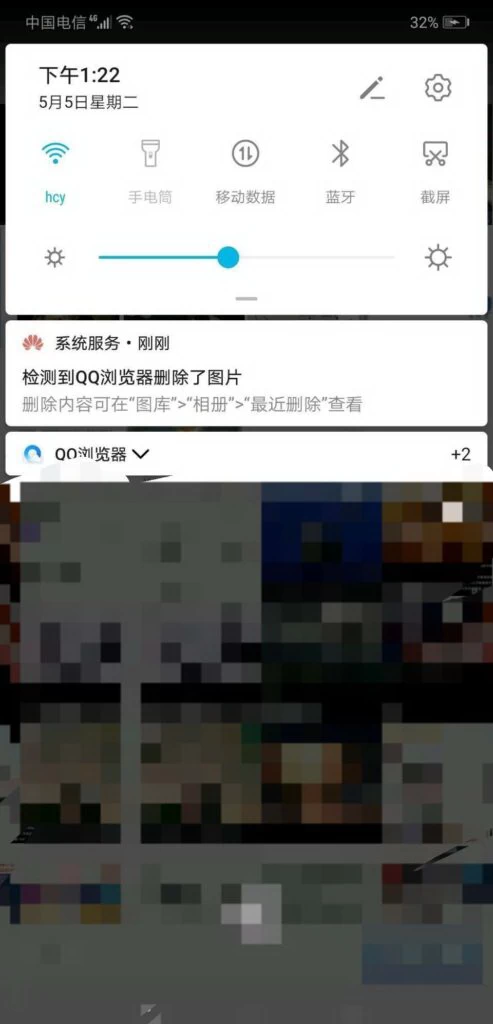 中国电信 4G 32%
下午1:22
5月5日星期二
hcy 手电筒 移动数据 蓝牙 截屏
系统服务・刚刚
检测到QQ浏览器删除了图片
删除内容可在“图库”>“相册”>“最近删除”查看
QQ浏览器 +2